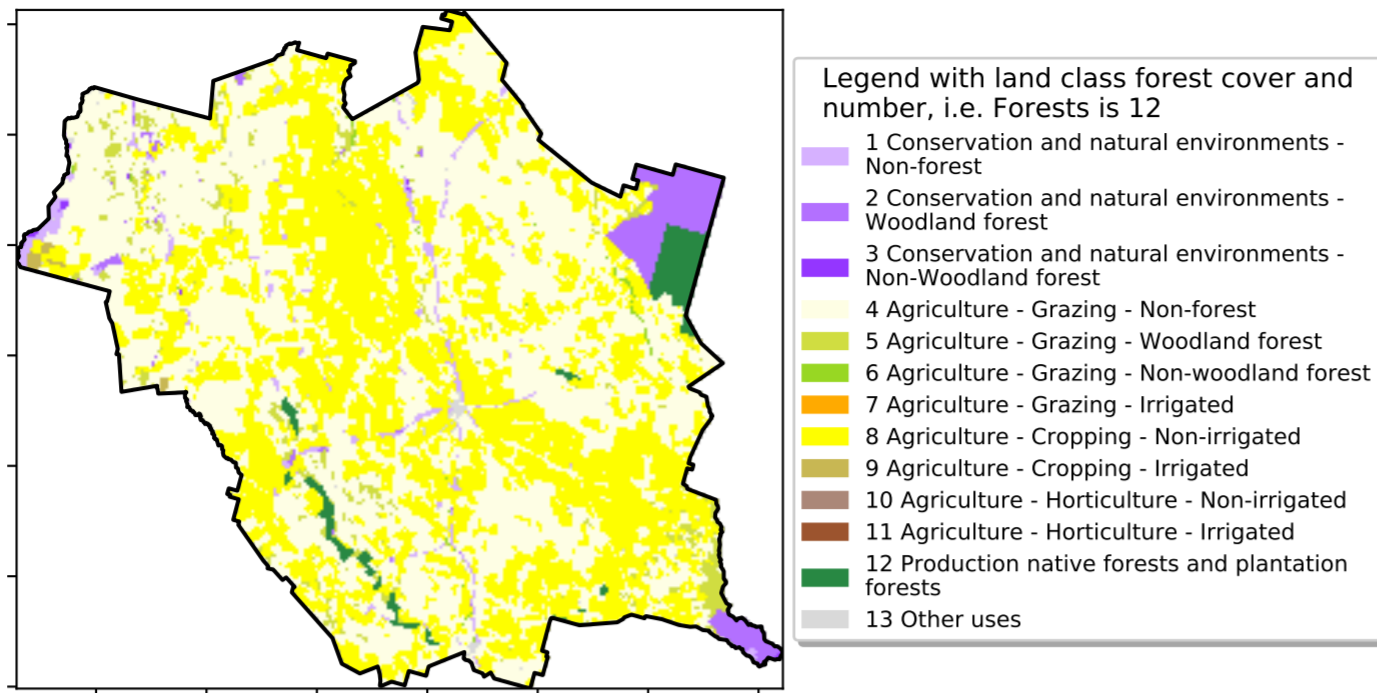 Legend with land class forest cover and
number, i.e. Forests is 12
1 Conservation and natural environments -
Non-forest
2 Conservation and natural environments -
Woodland forest
3 Conservation and natural environments -
Non-Woodland forest
4 Agriculture - Grazing - Non-forest
5 Agriculture - Grazing - Woodland forest
6 Agriculture - Grazing - Non-woodland forest
7 Agriculture - Grazing - Irrigated
8 Agriculture - Cropping - Non-irrigated
9 Agriculture - Cropping - Irrigated
10 Agriculture - Horticulture - Non-irrigated
11 Agriculture - Horticulture - Irrigated
12 Production native forests and plantation
forests
13 Other uses